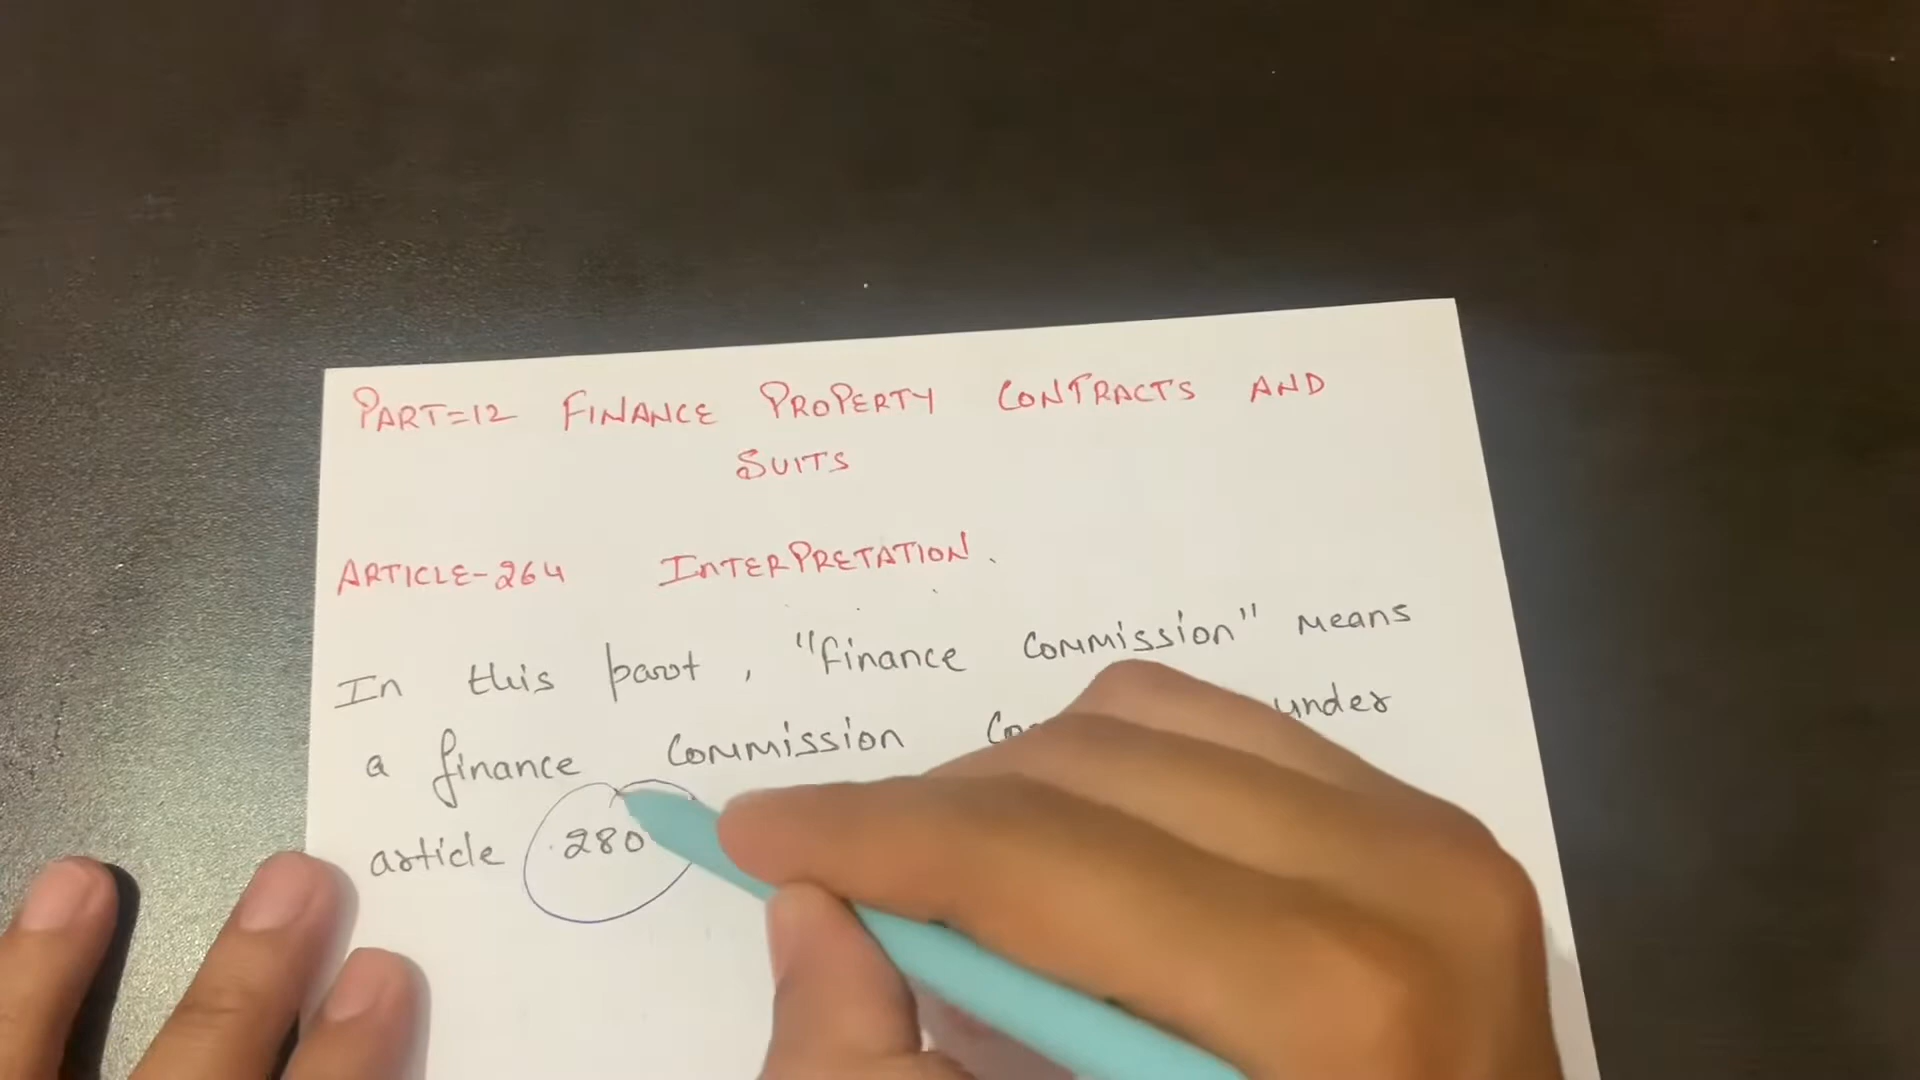 PART=12 FINANCE PROPERTY CONTRACTS AND
SUITS
ARTICLE-264 INTERPRETATION.
In this part, "finance Commission" means
a finance Commission under
article 280